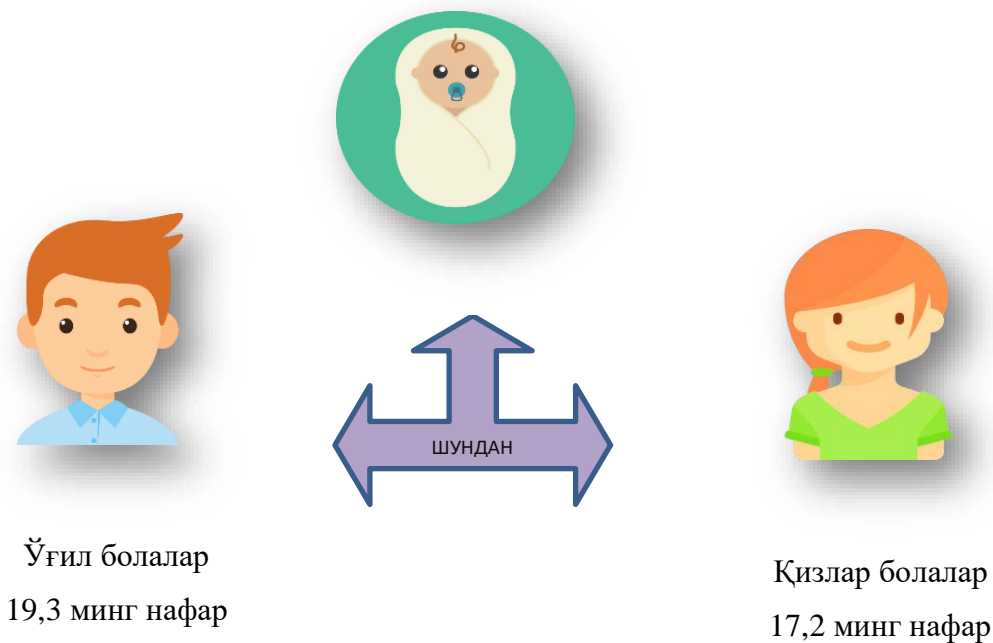 ШУНДАН
Ўғил болалар
19,3 минг нафар
Қизлар болалар
17,2 минг нафар